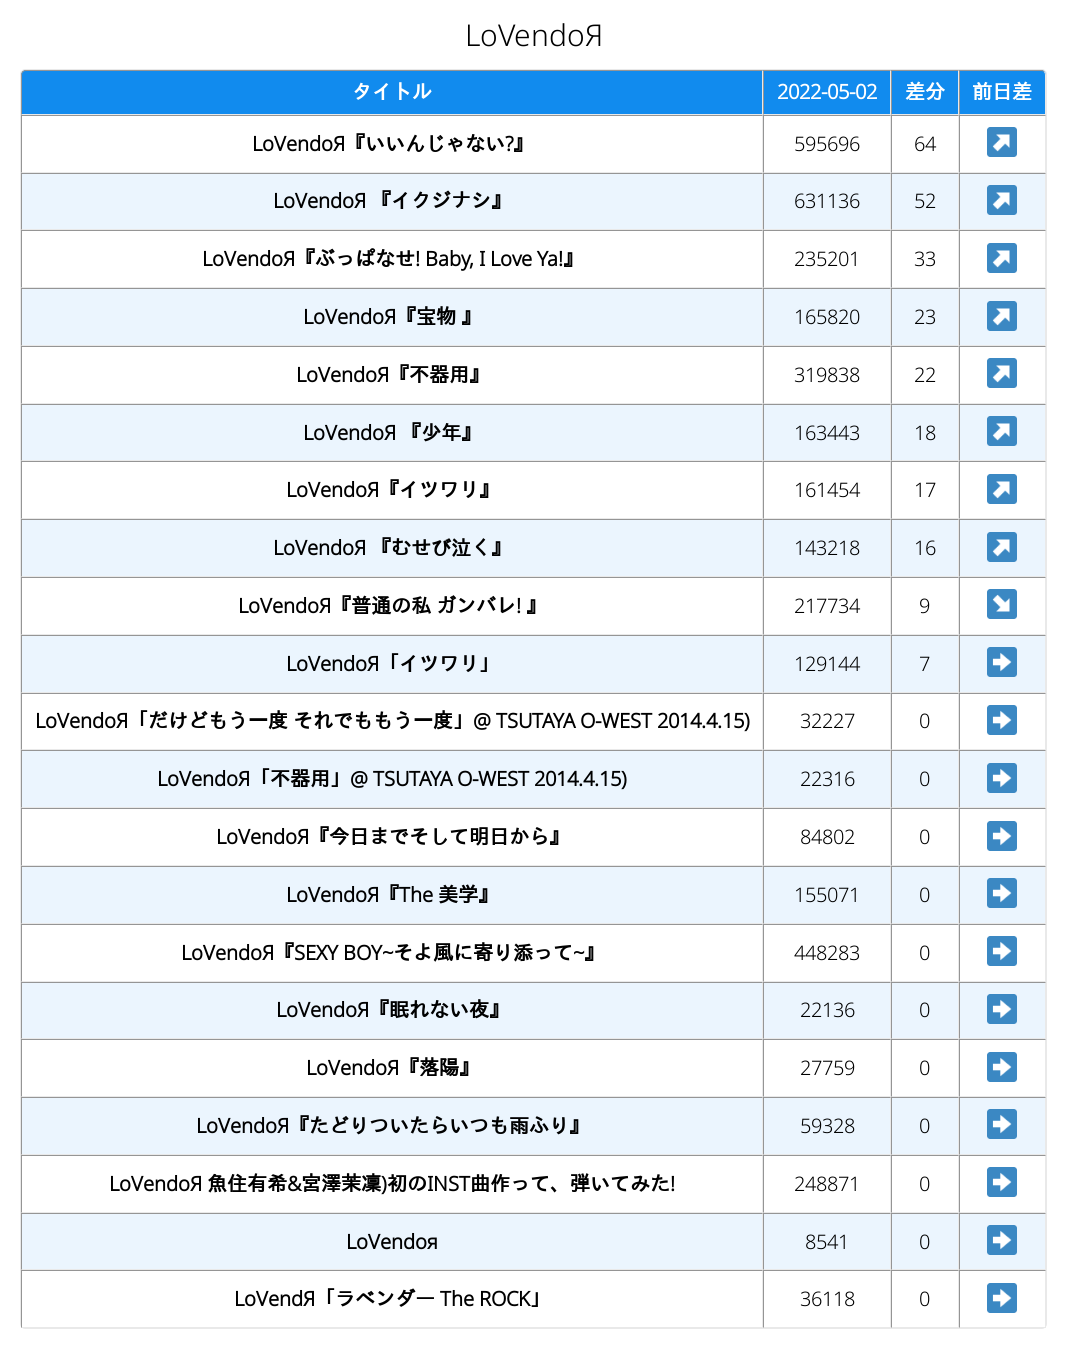 LoVendoЯ
タイトル 2022-05-02 差分 前日差
LoVendoЯ『いいんじゃない?』 595696 64 ↗
LoVendoЯ 『イクジナシ』 631136 52 ↗
LoVendoЯ『ぶっぱなせ! Baby, I Love Ya!』 235201 33 ↗
LoVendoЯ『宝物 』 165820 23 ↗
LoVendoЯ『不器用』 319838 22 ↗
LoVendoЯ 『少年』 163443 18 ↗
LoVendoЯ『イツワリ』 161454 17 ↗
LoVendoЯ 『むせび泣く』 143218 16 ↗
LoVendoЯ『普通の私 ガンバレ! 』 217734 9 ↘
LoVendoЯ「イツワリ」 129144 7 ➡
LoVendoЯ「だけどもう一度 それでももう一度」@ TSUTAYA O-WEST 2014.4.15) 32227 0 ➡
LoVendoЯ「不器用」@ TSUTAYA O-WEST 2014.4.15) 22316 0 ➡
LoVendoЯ『今日までそして明日から』 84802 0 ➡
LoVendoЯ『The 美学』 155071 0 ➡
LoVendoЯ『SEXY BOY~そよ風に寄り添って~』 448283 0 ➡
LoVendoЯ『眠れない夜』 22136 0 ➡
LoVendoЯ『落陽』 27759 0 ➡
LoVendoЯ『たどりついたらいつも雨ふり』 59328 0 ➡
LoVendoЯ 魚住有希&宮澤茉凜)初のINST曲作って、弾いてみた! 248871 0 ➡
LoVendoя 8541 0 ➡
LoVendЯ「ラベンダー The ROCK」 36118 0 ➡